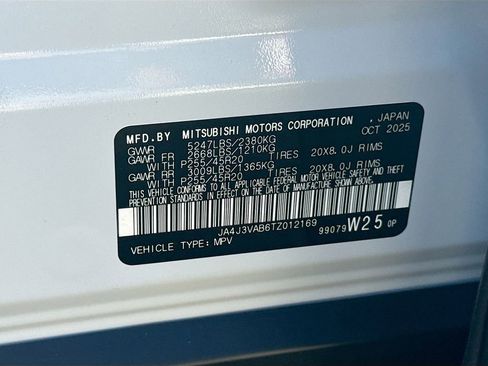 MFD.BY MITSUBISHI MOTORS CORPORATION , JAPAN
OCT 2025
GVWR 5247LBS/2380KG
GAWR FR 2668LBS/1210KG
WITH P255/45R20 TIRES 20X8.0J RIMS
GAWR RR 3009LBS/1365KG
WITH P255/45R20 TIRES 20X8.0J RIMS
THIS VEHICLE CONFORMS TO ALL APPLICABLE FEDERAL MOTOR VEHICLE SAFETY AND THEFT
PREVENTION STANDARDS IN EFFECT ON THE DATE OF MANUFACTURE SHOWN ABOVE.
JA4J3VAB6TZ012169
99079 W25 0P
VEHICLE TYPE: MPV